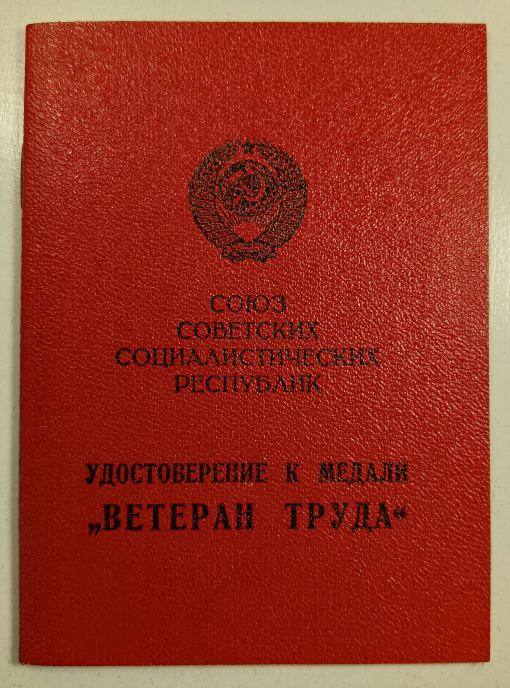 СОЮЗ
СОВЕТСКИХ
СОЦИАЛИСТИЧЕСКИХ
РЕСПУБЛИК
УДОСТОВЕРЕНИЕ К МЕДАЛИ
„ВЕТЕРАН ТРУДА“